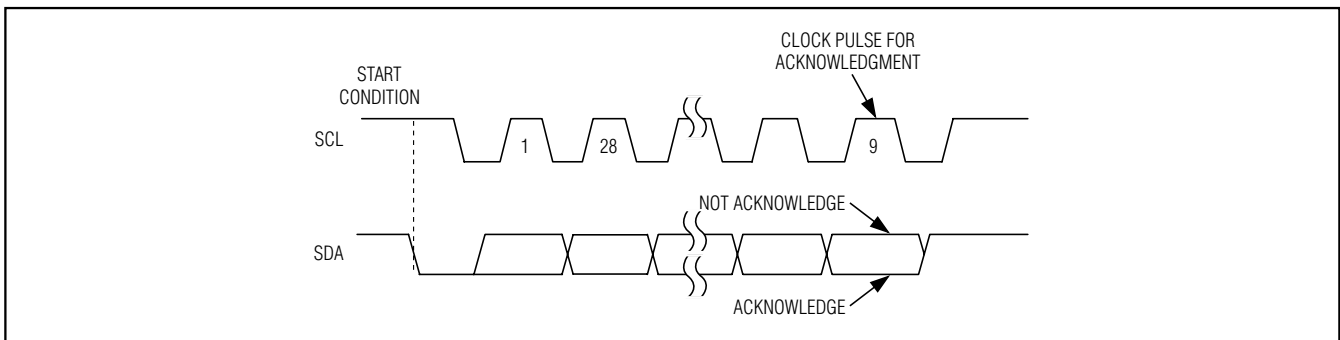 CLOCK PULSE FOR
ACKNOWLEDGMENT
START
CONDITION
SCL
1
28
9
NOT ACKNOWLEDGE
SDA
ACKNOWLEDGE